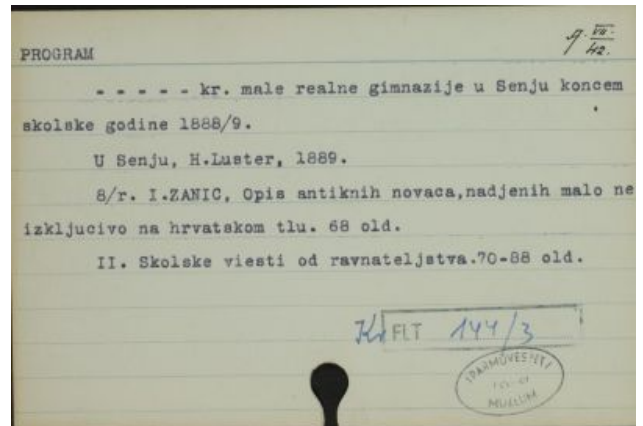 9. VII.
42.
PROGRAM
- - - - - kr. male realne gimnazije u Senju koncem
skolske godine 1888/9.
U Senju, H.Luster, 1889.
8/r. I.ZANIC, Opis antiknih novaca,nadjenih malo ne
izkljucivo na hrvatskom tlu. 68 old.
II. Skolske viesti od ravnateljstva.70-88 old.
FLT 144/3
IPARMŰVÉSZETI
MUZEUM